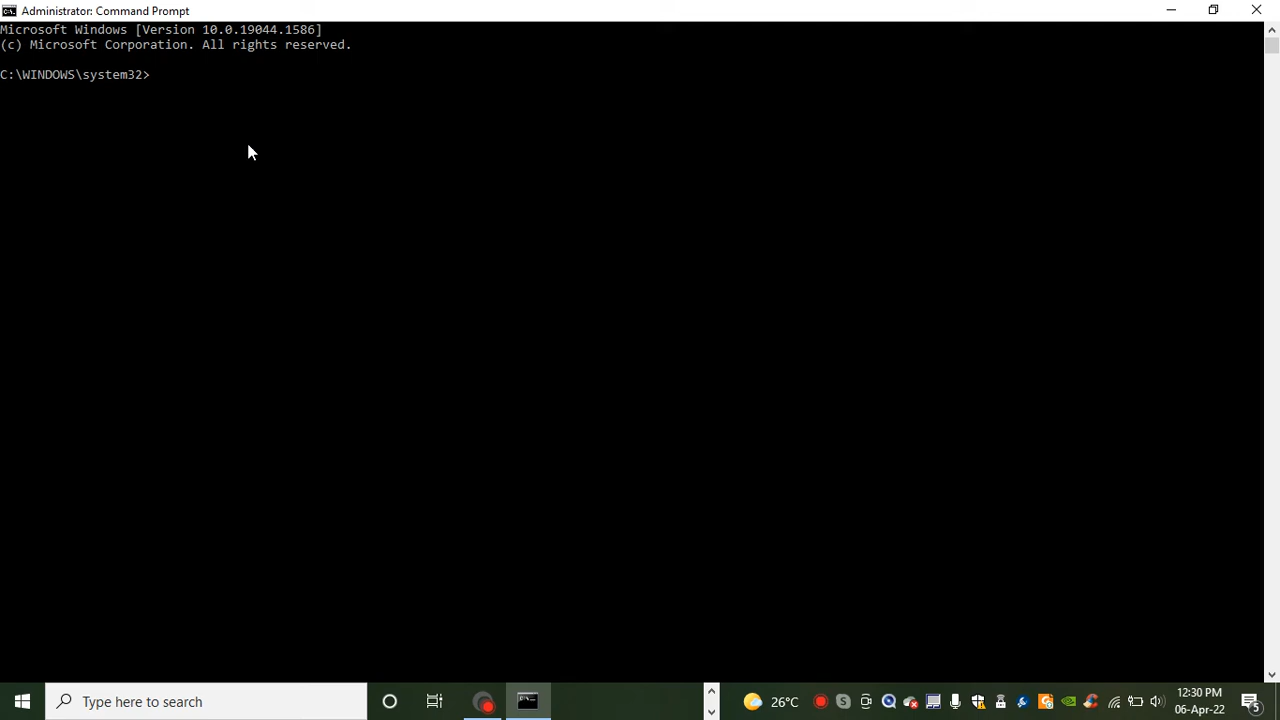 Administrator: Command Prompt
Microsoft Windows [Version 10.0.19044.1586]
(c) Microsoft Corporation. All rights reserved.
C:\WINDOWS\system32>
Type here to search
26°C
12:30 PM
06-Apr-22
5